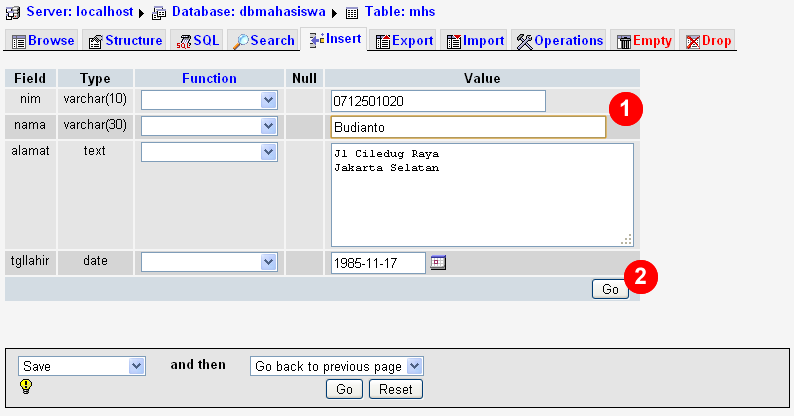 Server: localhost ▸ Database: dbmahasiswa ▸ Table: mhs
Browse Structure SQL Search Insert Export Import Operations Empty Drop
Field Type Function Null Value
nim varchar(10) 0712501020
1
nama varchar(30) Budianto
alamat text Jl Ciledug Raya
Jakarta Selatan
tgllahir date 1985-11-17
2
Go
Save and then Go back to previous page
Go Reset